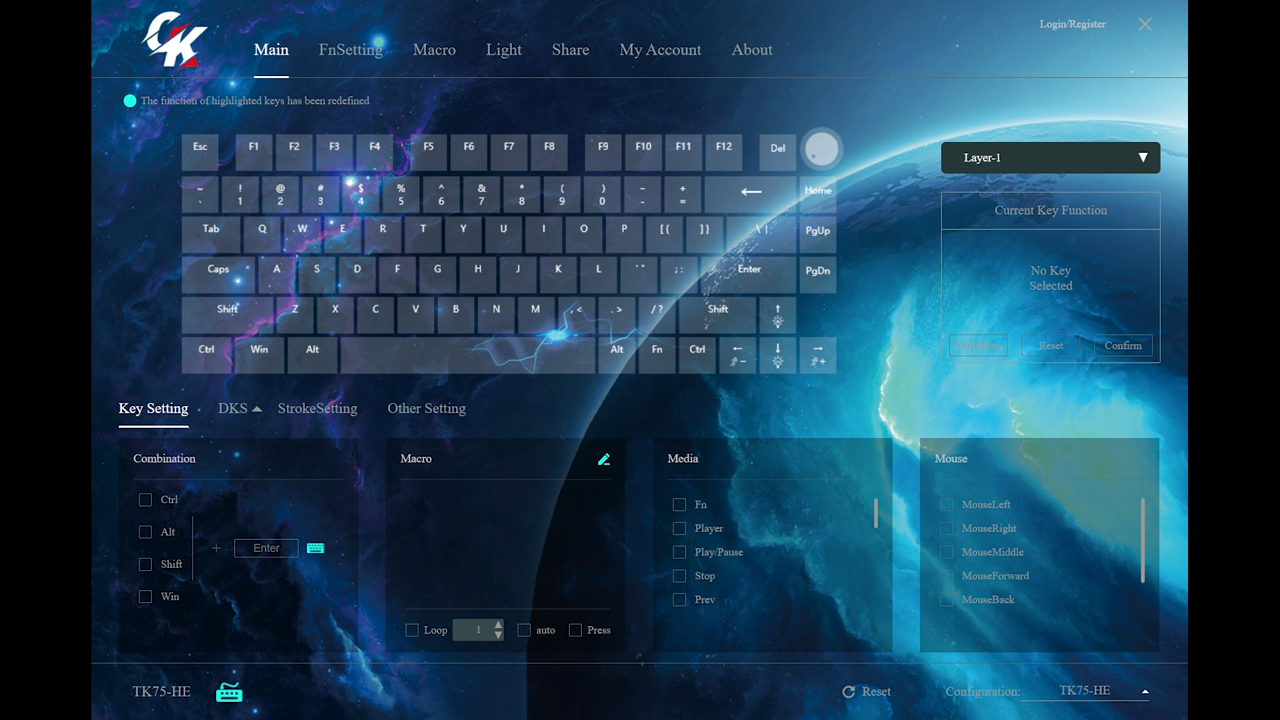 CK
Login/Register
Main FnSetting Macro Light Share My Account About
The function of highlighted keys has been redefined
Esc F1 F2 F3 F4 F5 F6 F7 F8 F9 F10 F11 F12 Del
~ ! @ # $ % ^ & * ( ) - + ← Home
` 1 2 3 4 5 6 7 8 9 0 - =
Tab Q W E R T Y U I O P [{ ]} \| PgUp
Caps A S D F G H J K L ;: Enter PgDn
Shift Z X C V B N M ,< .> /? Shift ↑
Ctrl Win Alt Alt Fn Ctrl ← ↓ →
− +
Layer-1 ▼
Current Key Function
No Key
Selected
Reset Confirm
Key Setting DKS StrokeSetting Other Setting
Combination
Ctrl
Alt
Shift
Win
+ Enter
Macro
Loop 1 auto Press
Media
Fn
Player
Play/Pause
Stop
Prev
Mouse
MouseLeft
MouseRight
MouseMiddle
MouseForward
MouseBack
TK75-HE
Reset
Configuration: TK75-HE